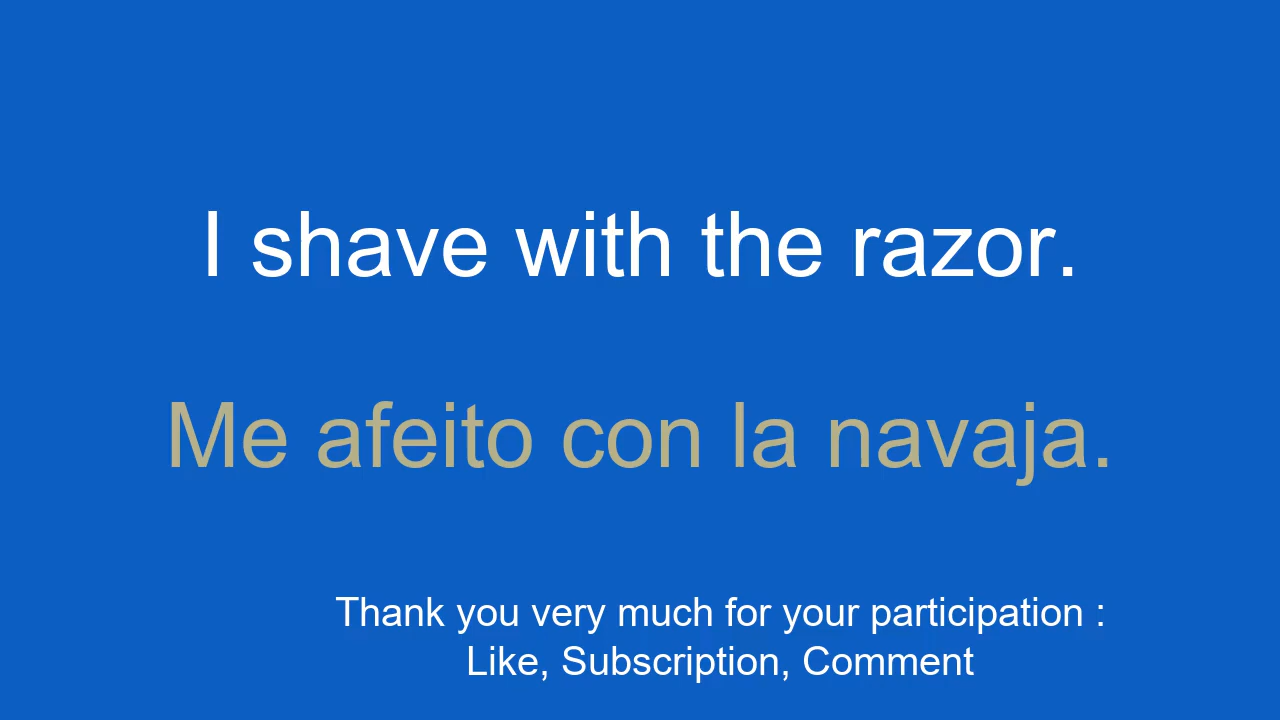 I shave with the razor.
Me afeito con la navaja.
Thank you very much for your participation :
Like, Subscription, Comment